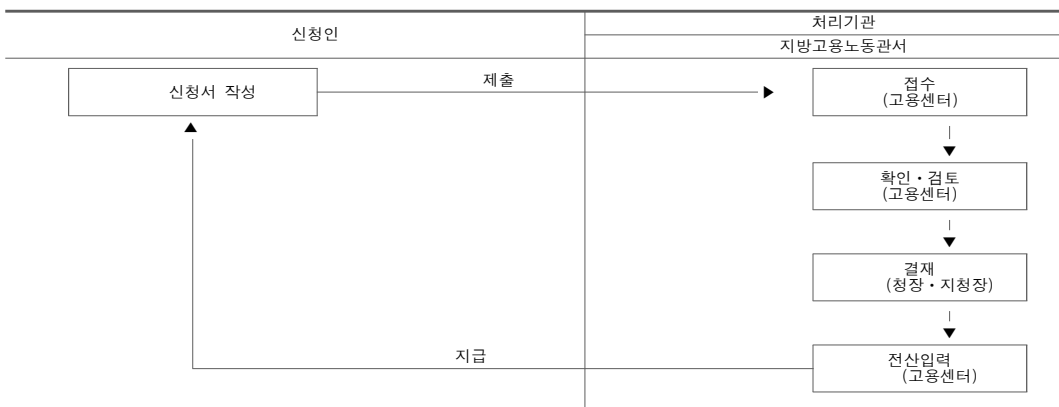 신청인
처리기관
지방고용노동관서
신청서 작성
제출
접수
(고용센터)
확인·검토
(고용센터)
결재
(청장·지청장)
지급
전산입력
(고용센터)